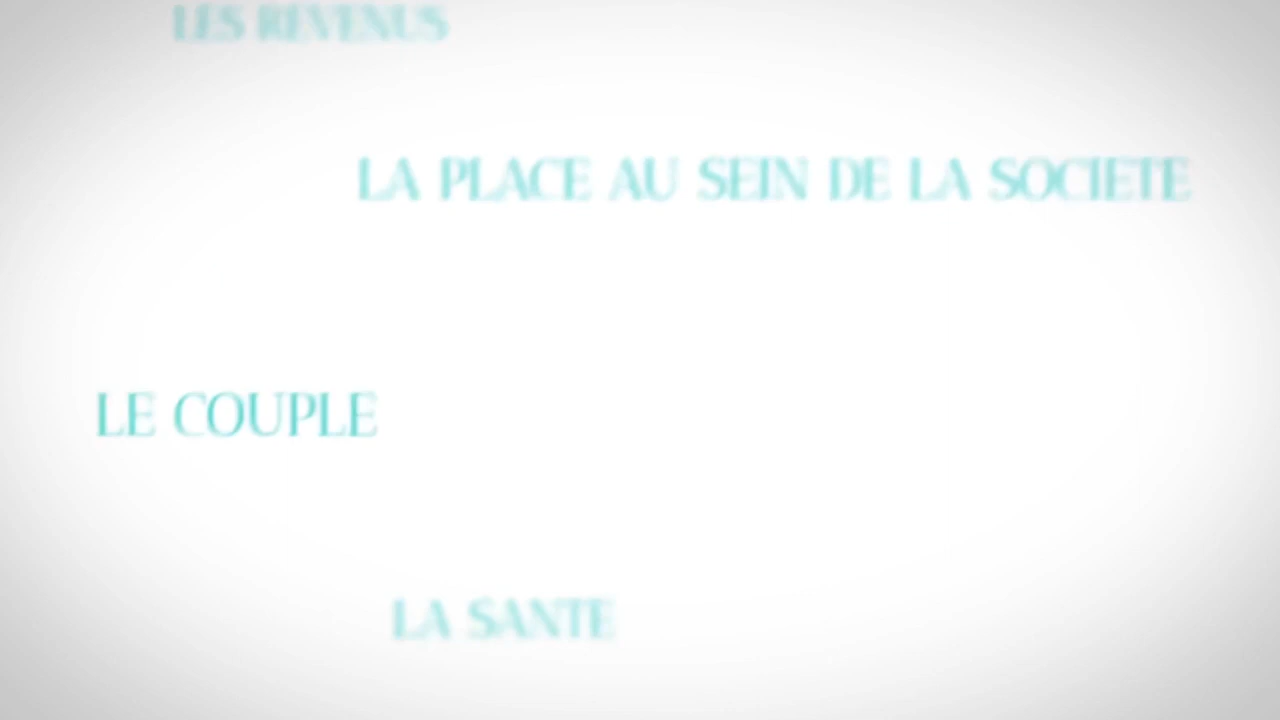 LES REVENUS
LA PLACE AU SEIN DE LA SOCIETE
LE COUPLE
LA SANTE